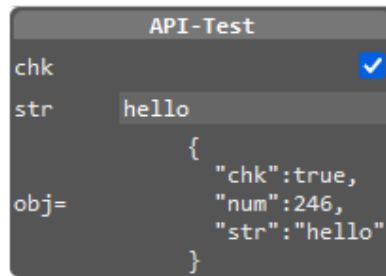 API-Test
chk
str hello
{
"chk":true,
"num":246,
obj= "str":"hello"
}